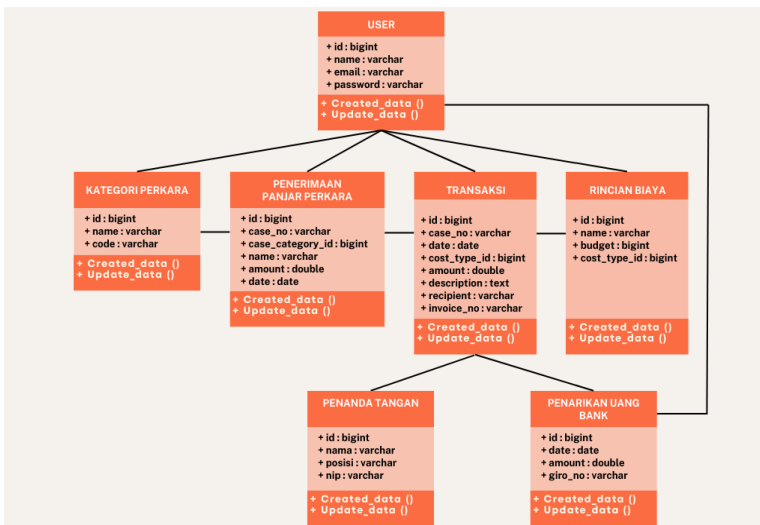 USER
+ id : bigint
+ name : varchar
+ email : varchar
+ password : varchar
+ Created_data ()
+ Update_data ()
KATEGORI PERKARA
+ id : bigint
+ name : varchar
+ code : varchar
+ Created_data ()
+ Update_data ()
PENERIMAAN
PANJAR PERKARA
+ id : bigint
+ case_no : varchar
+ case_category_id : bigint
+ name : varchar
+ amount : double
+ date : date
+ Created_data ()
+ Update_data ()
TRANSAKSI
+ id : bigint
+ case_no : varchar
+ date : date
+ cost_type_id : bigint
+ amount : double
+ description : text
+ recipient : varchar
+ invoice_no : varchar
+ Created_data ()
+ Update_data ()
RINCIAN BIAYA
+ id : bigint
+ name : varchar
+ budget : bigint
+ cost_type_id : bigint
+ Created_data ()
+ Update_data ()
PENANDA TANGAN
+ id : bigint
+ nama : varchar
+ posisi : varchar
+ nip : varchar
+ Created_data ()
+ Update_data ()
PENARIKAN UANG
BANK
+ id : bigint
+ date : date
+ amount : double
+ giro_no : varchar
+ Created_data ()
+ Update_data ()